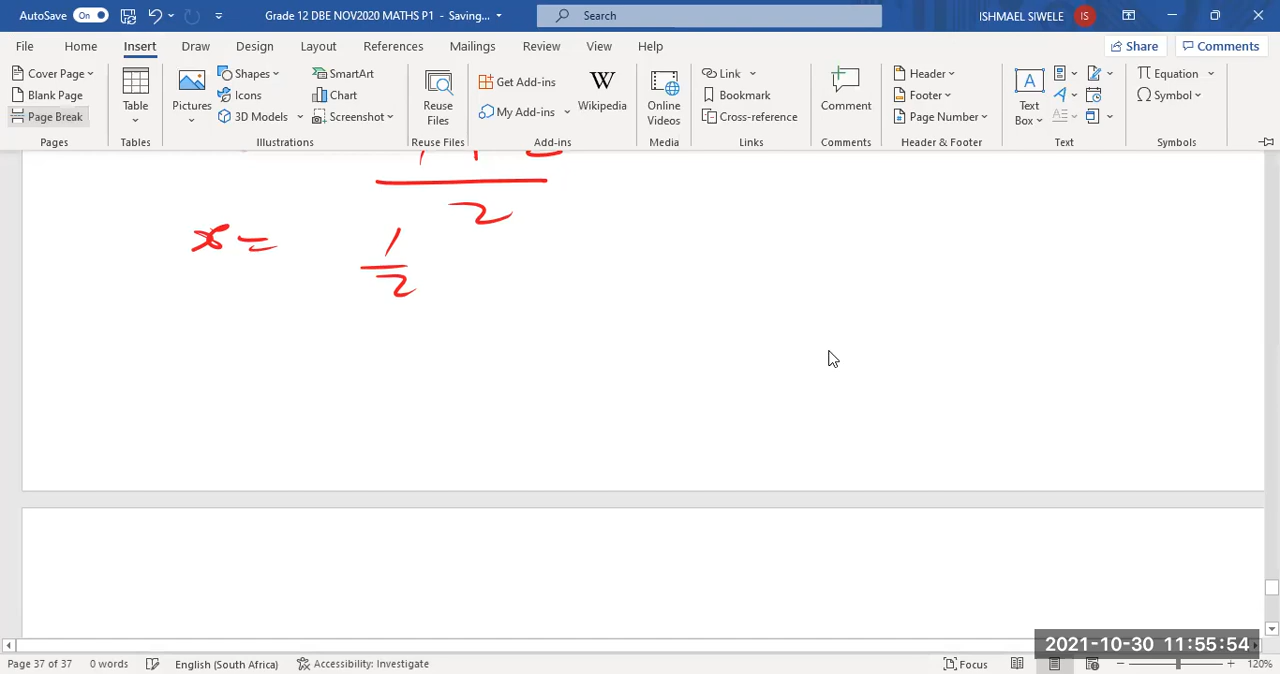 AutoSave On Grade 12 DBE NOV2020 MATHS P1 - Saving... Search ISHMAEL SIWELE IS
File Home Insert Draw Design Layout References Mailings Review View Help Share Comments
Cover Page
Blank Page
Page Break
Pages
Table
Tables
Pictures
Shapes
Icons
3D Models
SmartArt
Chart
Screenshot
Illustrations
Reuse
Files
Reuse Files
Get Add-ins
My Add-ins
Wikipedia
Add-ins
Online
Videos
Media
Link
Bookmark
Cross-reference
Links
Comment
Comments
Header
Footer
Page Number
Header & Footer
A
Text
Box
Text
Equation
Symbol
Symbols
2
x = 1
2
2021-10-30 11:55:54
Page 37 of 37 0 words English (South Africa) Accessibility: Investigate Focus 120%